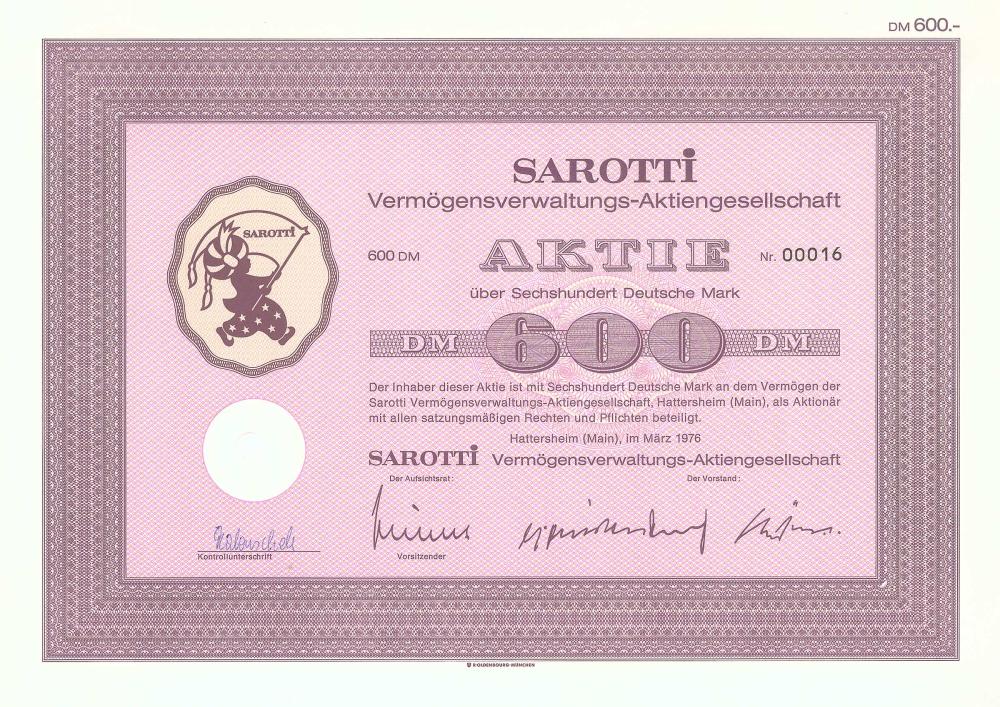 DM 600.-
SAROTTi
Vermögensverwaltungs-Aktiengesellschaft
SAROTTi
600 DM
AKTIE
Nr. 00016
über Sechshundert Deutsche Mark
DM 600 DM
Der Inhaber dieser Aktie ist mit Sechshundert Deutsche Mark an dem Vermögen der
Sarotti Vermögensverwaltungs-Aktiengesellschaft, Hattersheim (Main), als Aktionär
mit allen satzungsmäßigen Rechten und Pflichten beteiligt.
Hattersheim (Main), im März 1976
SAROTTi Vermögensverwaltungs-Aktiengesellschaft
Der Aufsichtsrat:
Der Vorstand:
Kontrollunterschrift
Vorsitzender
R·OLDENBOURG·MÜNCHEN